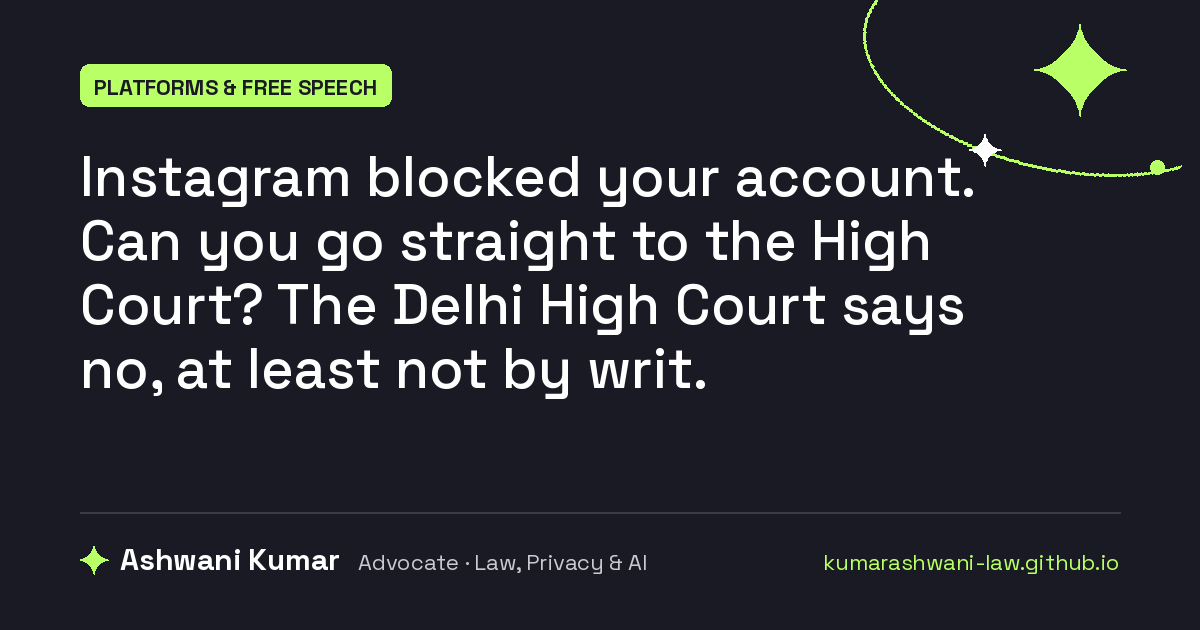 PLATFORMS & FREE SPEECH
Instagram blocked your account.
Can you go straight to the High
Court? The Delhi High Court says
no, at least not by writ.
Ashwani Kumar Advocate · Law, Privacy & AI kumarashwani-law.github.io